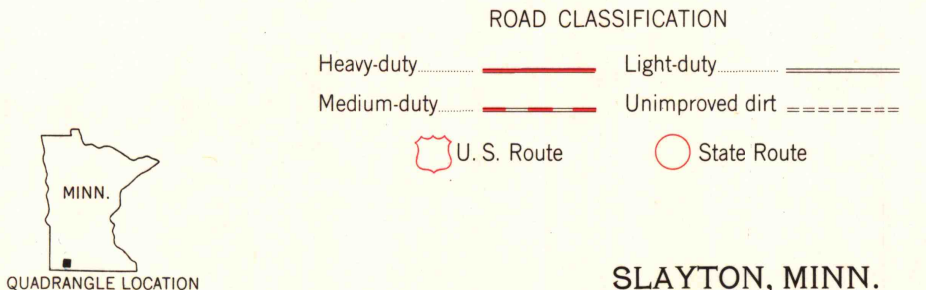 ROAD CLASSIFICATION
Heavy-duty Light-duty
Medium-duty Unimproved dirt
U. S. Route State Route
MINN.
QUADRANGLE LOCATION
SLAYTON, MINN.